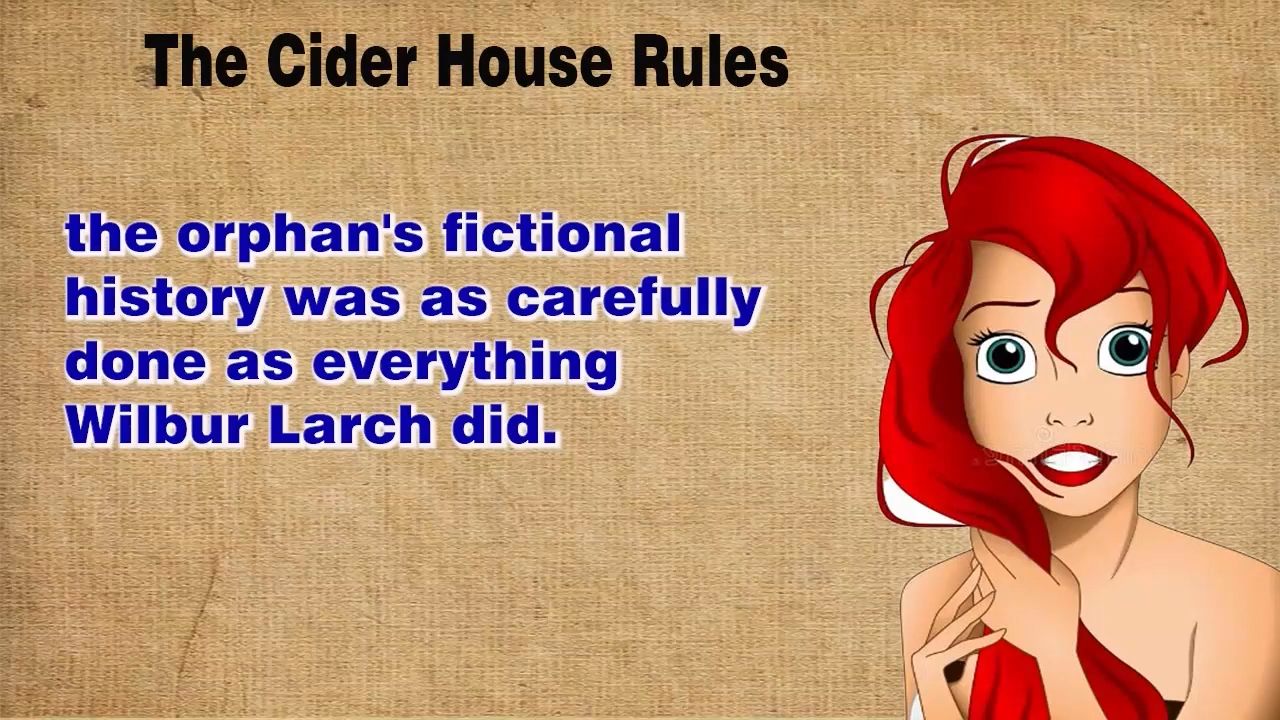 The Cider House Rules
the orphan's fictional
history was as carefully
done as everything
Wilbur Larch did.